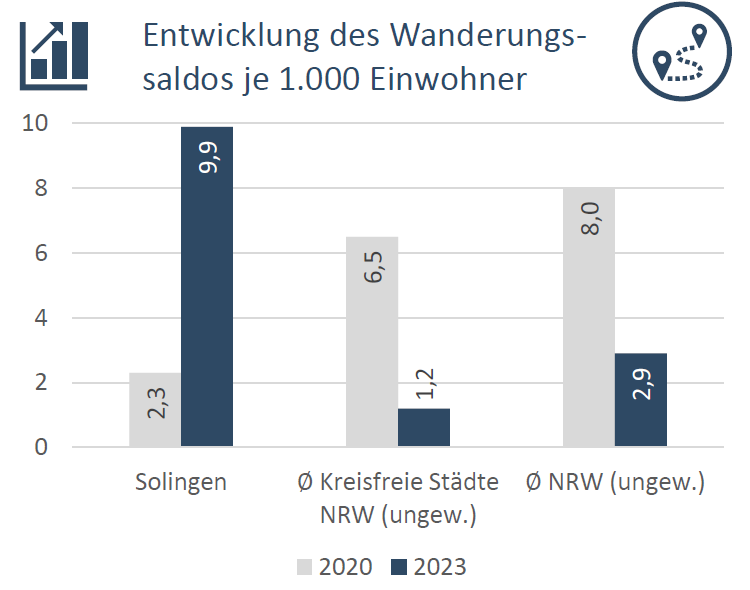 Entwicklung des Wanderungs-
saldos je 1.000 Einwohner
10
8
6
4
2
0
2,3
9,9
6,5
1,2
8,0
2,9
Solingen
Ø Kreisfreie Städte
NRW (ungew.)
Ø NRW (ungew.)
2020
2023